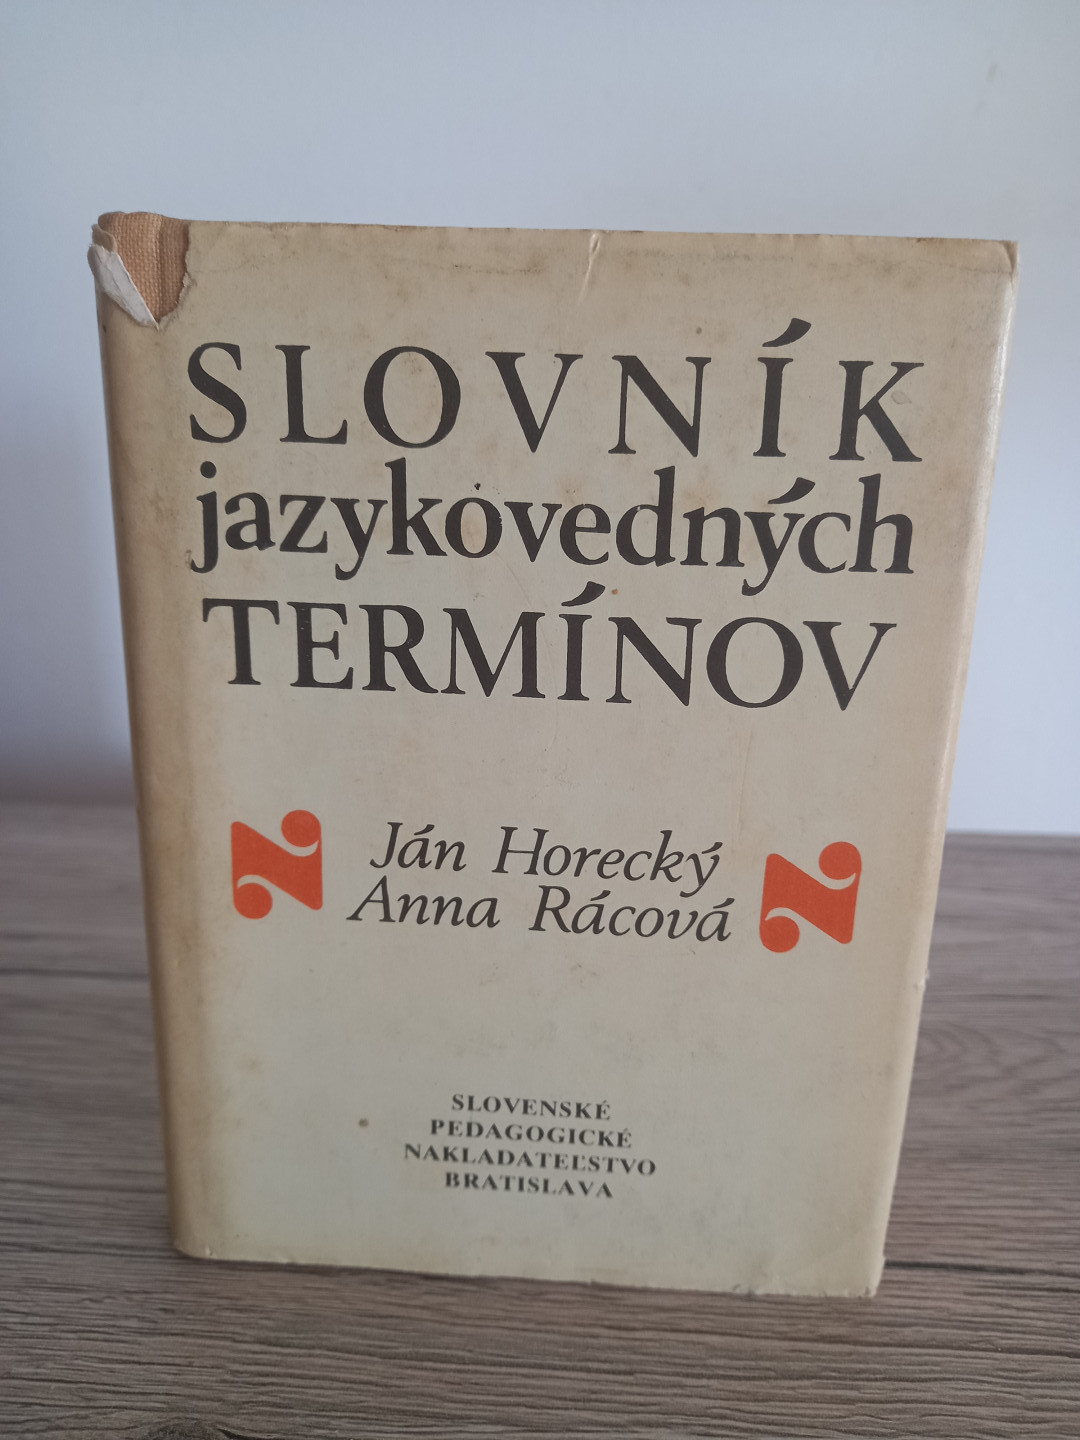 SLOVNÍK
jazykovedných
TERMÍNOV
Ján Horecký
Anna Rácová
SLOVENSKÉ
PEDAGOGICKÉ
NAKLADATEĽSTVO
BRATISLAVA